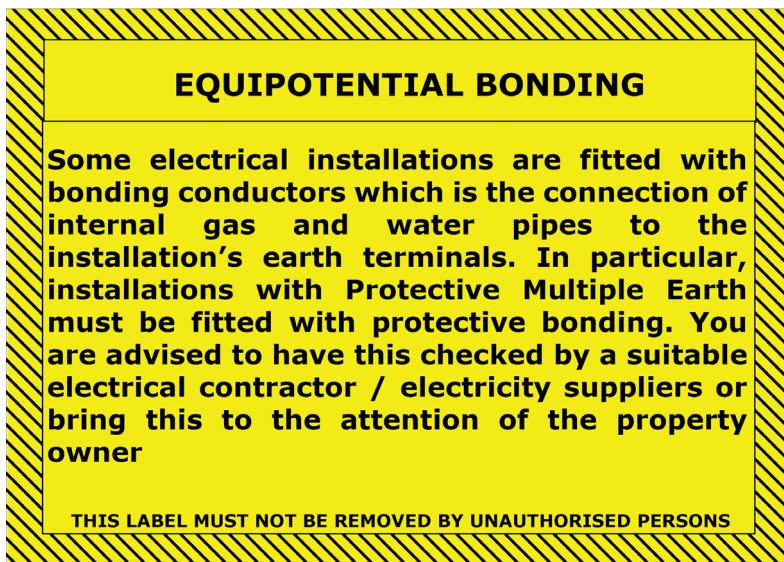 EQUIPOTENTIAL BONDING
Some electrical installations are fitted with
bonding conductors which is the connection of
internal gas and water pipes to the
installation’s earth terminals. In particular,
installations with Protective Multiple Earth
must be fitted with protective bonding. You
are advised to have this checked by a suitable
electrical contractor / electricity suppliers or
bring this to the attention of the property
owner
THIS LABEL MUST NOT BE REMOVED BY UNAUTHORISED PERSONS